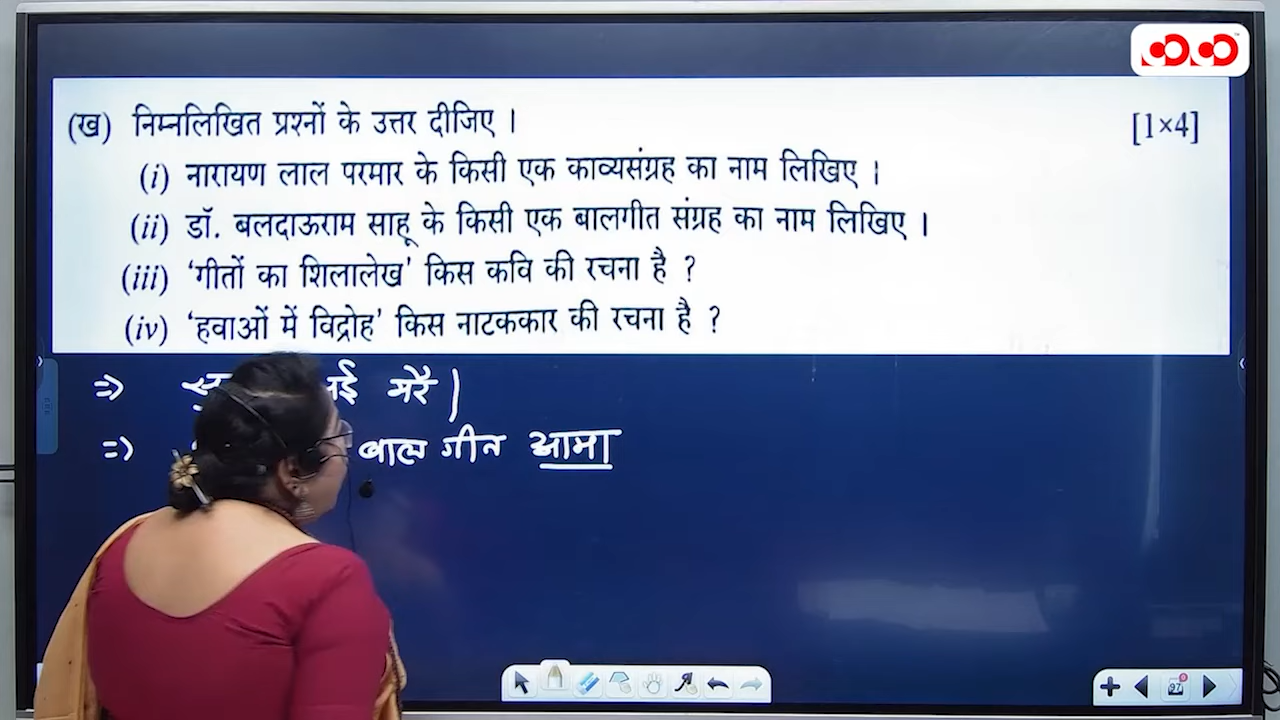 (ख) निम्नलिखित प्रश्नों के उत्तर दीजिए । [1×4]
(i) नारायण लाल परमार के किसी एक काव्यसंग्रह का नाम लिखिए ।
(ii) डॉ. बलदाऊराम साहू के किसी एक बालगीत संग्रह का नाम लिखिए ।
(iii) 'गीतों का शिलालेख' किस कवि की रचना है ?
(iv) 'हवाओं में विद्रोह' किस नाटककार की रचना है ?
⇒ मरै |
⇒ बाल गीत
97